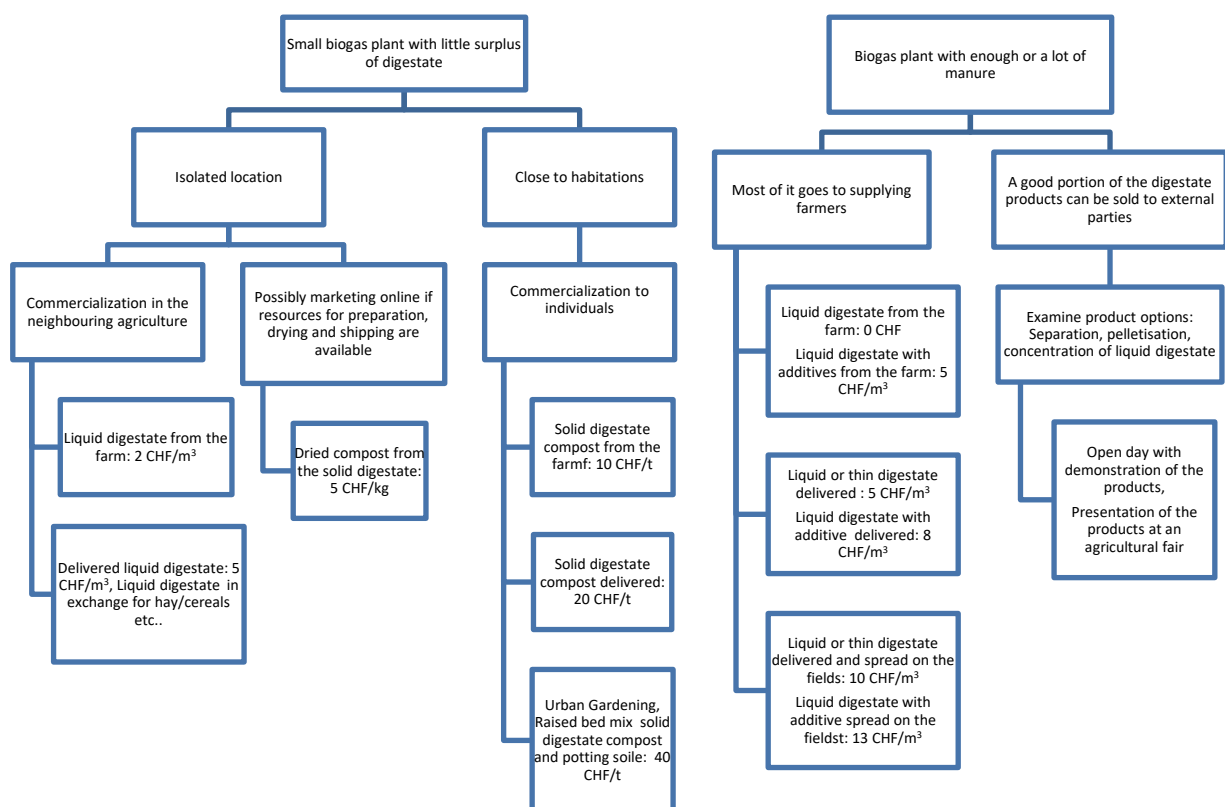 Small biogas plant with little surplus
of digestate
Isolated location
Close to habitations
Commercialization in the
neighbouring agriculture
Possibly marketing online if
resources for preparation,
drying and shipping are
available
Commercialization to
individuals
Liquid digestate from the
farm: 2 CHF/m³
Delivered liquid digestate: 5
CHF/m³, Liquid digestate in
exchange for hay/cereals
etc..
Dried compost from
the solid digestate:
5 CHF/kg
Solid digestate
compost from the
farmf: 10 CHF/t
Solid digestate
compost delivered:
20 CHF/t
Urban Gardening,
Raised bed mix solid
digestate compost
and potting soile: 40
CHF/t
Biogas plant with enough or a lot of
manure
Most of it goes to supplying
farmers
A good portion of the digestate
products can be sold to external
parties
Liquid digestate from the
farm: 0 CHF
Liquid digestate with
additives from the farm: 5
CHF/m³
Liquid or thin digestate
delivered : 5 CHF/m³
Liquid digestate with
additive delivered: 8
CHF/m³
Liquid or thin digestate
delivered and spread on the
fields: 10 CHF/m³
Liquid digestate with
additive spread on the
fieldst: 13 CHF/m³
Examine product options:
Separation, pelletisation,
concentration of liquid digestate
Open day with
demonstration of the
products,
Presentation of the
products at an
agricultural fair